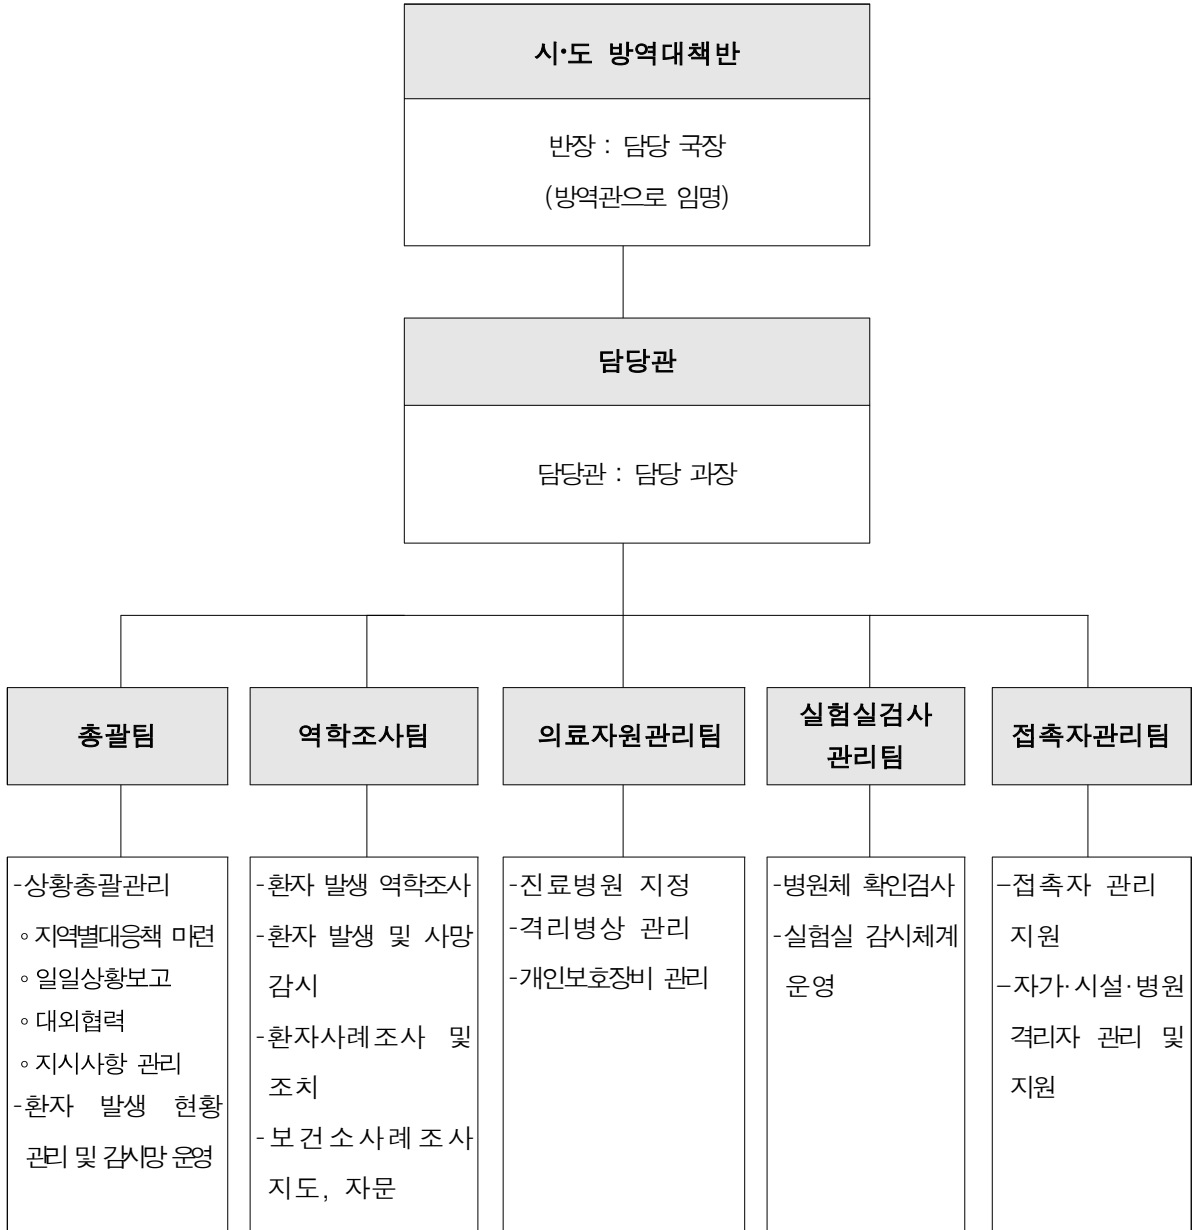 시·도 방역대책반
반장 : 담당 국장
(방역관으로 임명)
담당관
담당관 : 담당 과장
총괄팀
-상황총괄관리
◦지역별대응책 마련
◦일일상황보고
◦대외협력
◦지시사항 관리
-환자 발생 현황
관리 및 감시망 운영
역학조사팀
-환자 발생 역학조사
-환자 발생 및 사망
감시
-환자사례조사 및
조치
-보건소사례조사
지도, 자문
의료자원관리팀
-진료병원 지정
-격리병상 관리
-개인보호장비 관리
실험실검사
관리팀
-병원체 확인검사
-실험실 감시체계
운영
접촉자관리팀
-접촉자 관리
지원
-자가·시설·병원
격리자 관리 및
지원